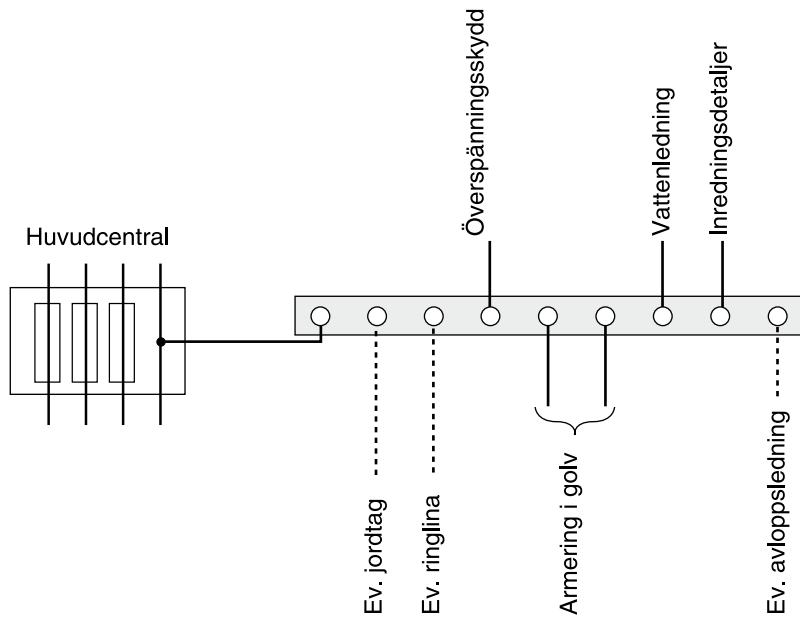 Huvudcentral
Överspänningsskydd
Vattenledning
Inredningsdetaljer
Ev. jordtag
Ev. ringlina
Armering i golv
Ev. avloppsledning